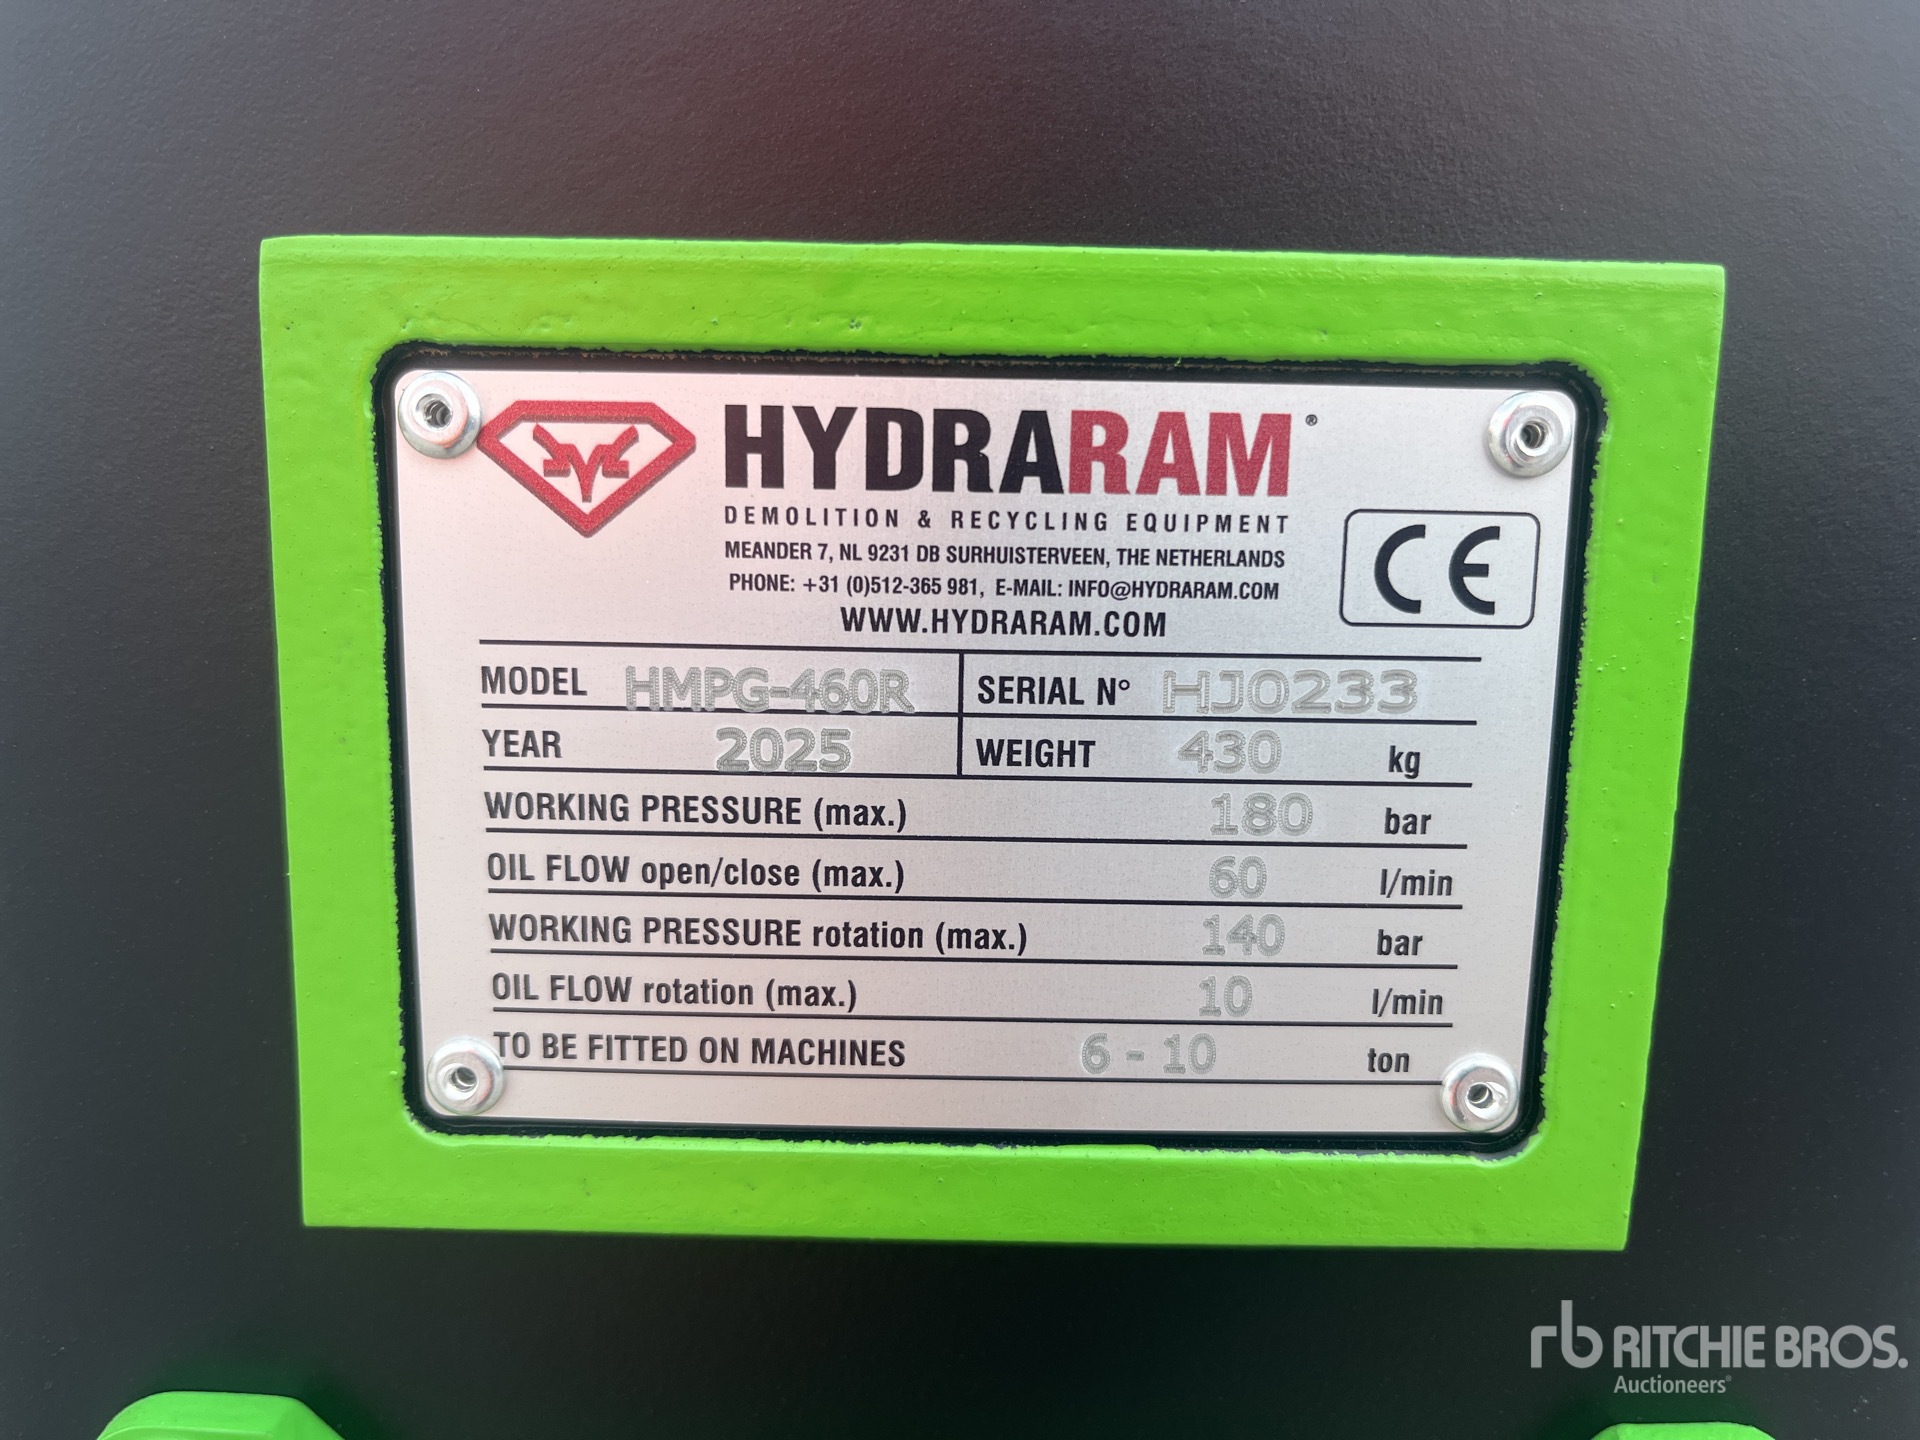 HYDRARAM®
DEMOLITION & RECYCLING EQUIPMENT
MEANDER 7, NL 9231 DB SURHUISTERVEEN, THE NETHERLANDS
PHONE: +31 (0)512-365 981, E-MAIL: INFO@HYDRARAM.COM
WWW.HYDRARAM.COM
CE
MODEL HMPG-460R SERIAL N° HJ0233
YEAR 2025 WEIGHT 430 kg
WORKING PRESSURE (max.) 180 bar
OIL FLOW open/close (max.) 60 l/min
WORKING PRESSURE rotation (max.) 140 bar
OIL FLOW rotation (max.) 10 l/min
TO BE FITTED ON MACHINES 6 - 10 ton
rb RITCHIE BROS.
Auctioneers®